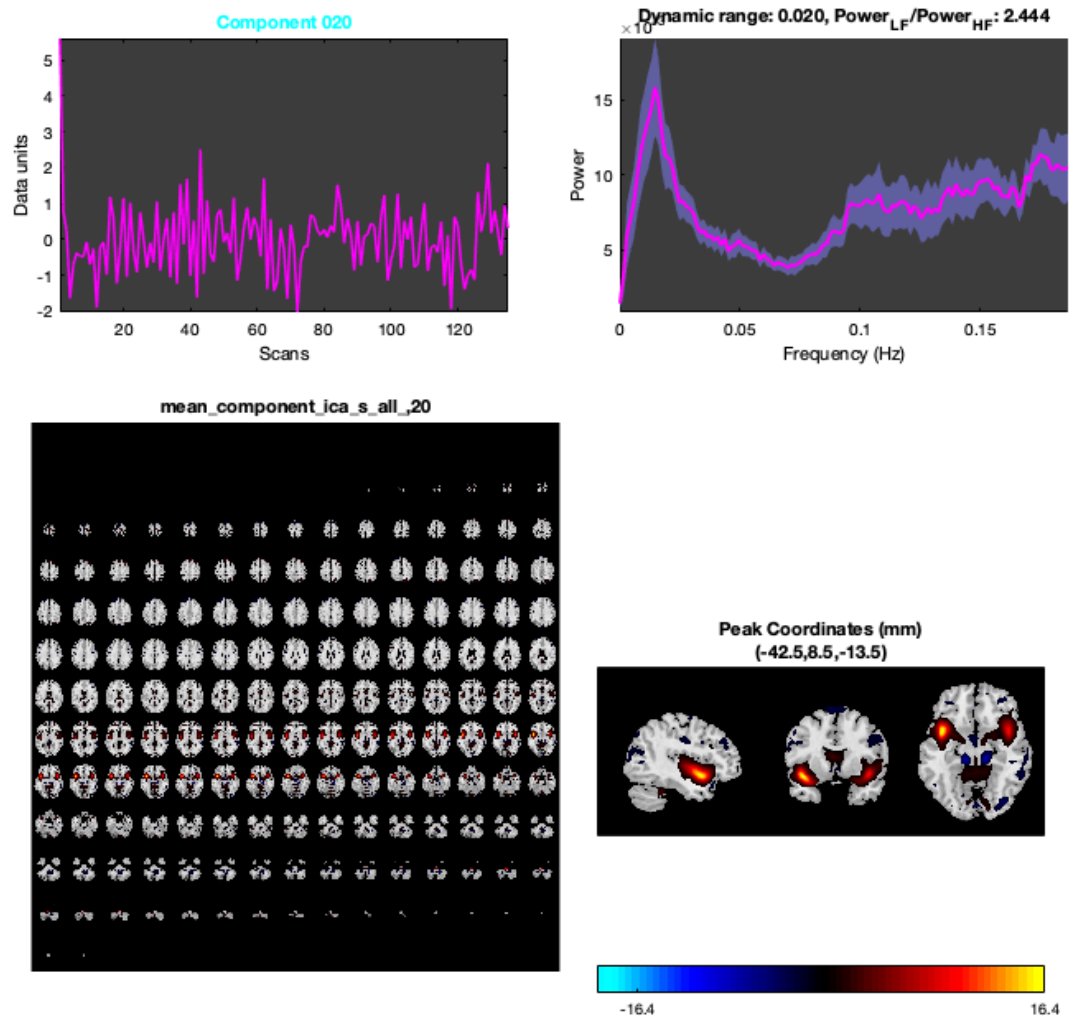 Component 020
5
4
3
2
1
0
-1
-2
Data units
20 40 60 80 100 120
Scans
Dynamic range: 0.020, Power_LF/Power_HF: 2.444
15
10
5
Power
0 0.05 0.1 0.15
Frequency (Hz)
mean_component_ica_s_all_,20
Peak Coordinates (mm)
(-42.5,8.5,-13.5)
-16.4 16.4